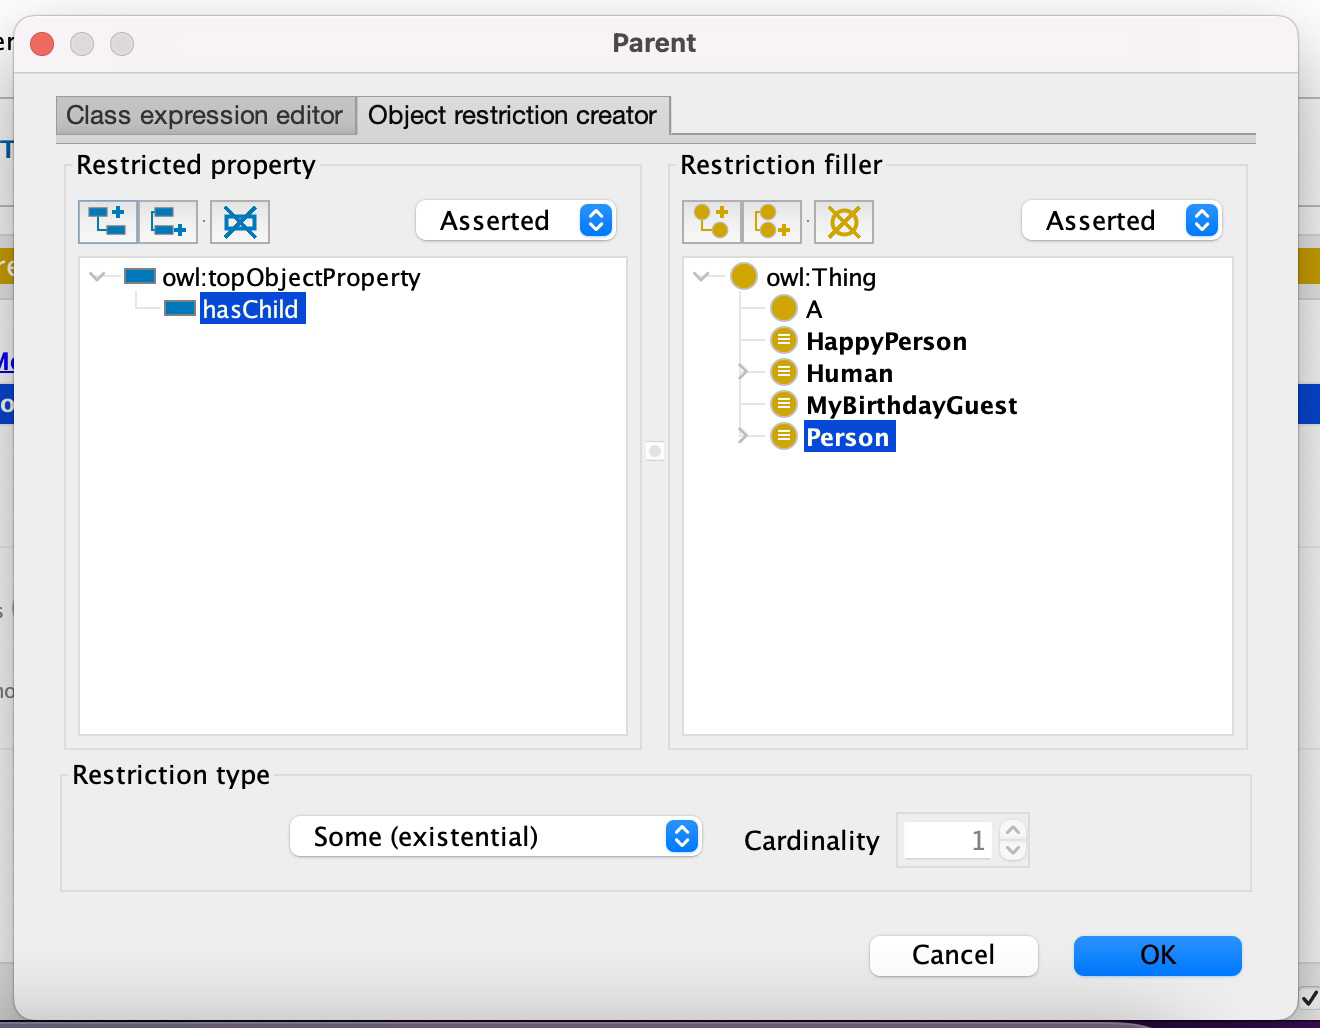 Parent
Class expression editor
Object restriction creator
Restricted property
Restriction filler
Asserted
Asserted
owl:topObjectProperty
hasChild
owl:Thing
A
HappyPerson
Human
MyBirthdayGuest
Person
Restriction type
Some (existential)
Cardinality
1
Cancel
OK